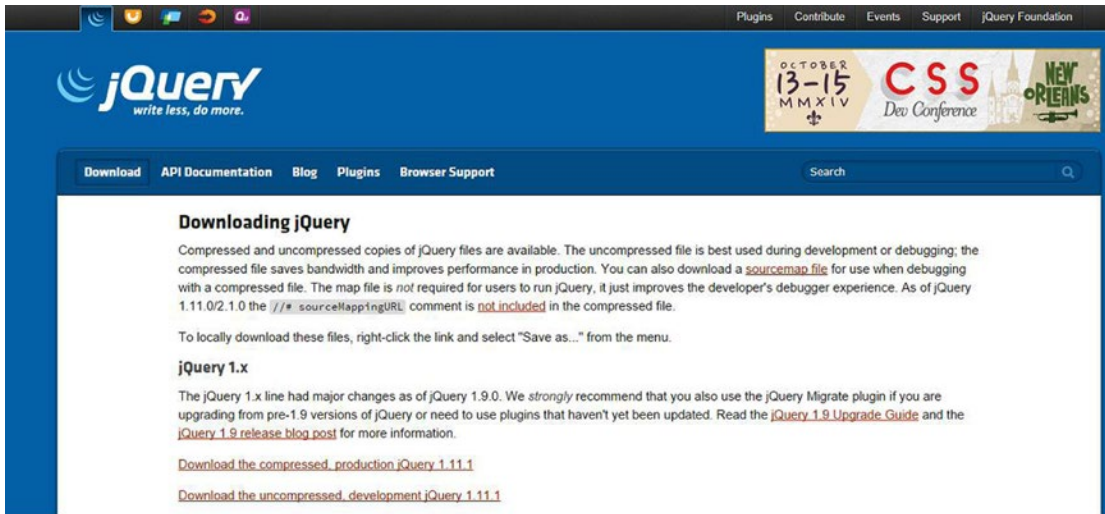 Plugins Contribute Events Support jQuery Foundation
jQuery
write less, do more.
OCTOBER
13-15
MMXIV
CSS
Dev Conference
NEW
ORLEANS
Download API Documentation Blog Plugins Browser Support Search
Downloading jQuery
Compressed and uncompressed copies of jQuery files are available. The uncompressed file is best used during development or debugging; the
compressed file saves bandwidth and improves performance in production. You can also download a sourcemap file for use when debugging
with a compressed file. The map file is not required for users to run jQuery, it just improves the developer's debugger experience. As of jQuery
1.11.0/2.1.0 the //# sourceMappingURL comment is not included in the compressed file.
To locally download these files, right-click the link and select "Save as..." from the menu.
jQuery 1.x
The jQuery 1.x line had major changes as of jQuery 1.9.0. We strongly recommend that you also use the jQuery Migrate plugin if you are
upgrading from pre-1.9 versions of jQuery or need to use plugins that haven't yet been updated. Read the jQuery 1.9 Upgrade Guide and the
jQuery 1.9 release blog post for more information.
Download the compressed, production jQuery 1.11.1
Download the uncompressed, development jQuery 1.11.1